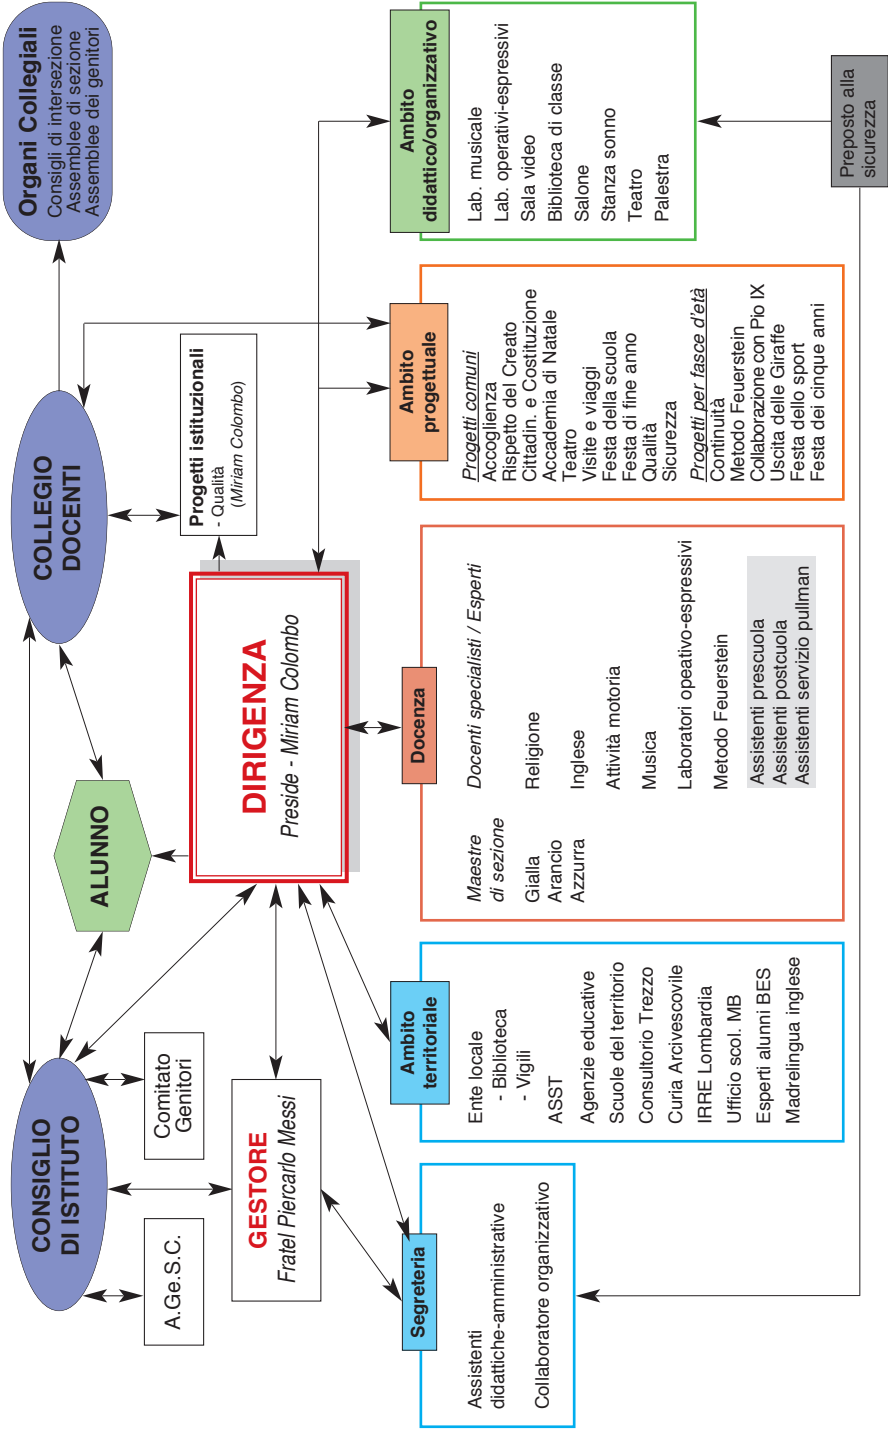 CONSIGLIO
DI ISTITUTO
COLLEGIO
DOCENTI
Organi Collegiali
Consigli di intersezione
Assemblee di sezione
Assemblee dei genitori
ALUNNO
A.Ge.S.C.
Comitato
Genitori
GESTORE
Fratel Piercarlo Messi
DIRIGENZA
Preside - Miriam Colombo
Progetti istituzionali
- Qualità
(Miriam Colombo)
Segreteria
Assistenti
didattiche-amministrative
Collaboratore organizzativo
Ambito
territoriale
Ente locale
- Biblioteca
- Vigili
ASST
Agenzie educative
Scuole del territorio
Consultorio Trezzo
Curia Arcivescovile
IRRE Lombardia
Ufficio scol. MB
Esperti alunni BES
Madrelingua inglese
Docenza
Maestre
di sezione
Gialla
Arancio
Azzurra
Docenti specialisti / Esperti
Religione
Inglese
Attività motoria
Musica
Laboratori opeativo-espressivi
Metodo Feuerstein
Assistenti prescuola
Assistenti postcuola
Assistenti servizio pullman
Ambito
progettuale
Progetti comuni
Accoglienza
Rispetto del Creato
Cittadin. e Costituzione
Accademia di Natale
Teatro
Visite e viaggi
Festa della scuola
Festa di fine anno
Qualità
Sicurezza
Progetti per fasce d'età
Continuità
Metodo Feuerstein
Collaborazione con Pio IX
Uscita delle Giraffe
Festa dello sport
Festa dei cinque anni
Ambito
didattico/organizzativo
Lab. musicale
Lab. operativi-espressivi
Sala video
Biblioteca di classe
Salone
Stanza sonno
Teatro
Palestra
Preposto alla
sicurezza